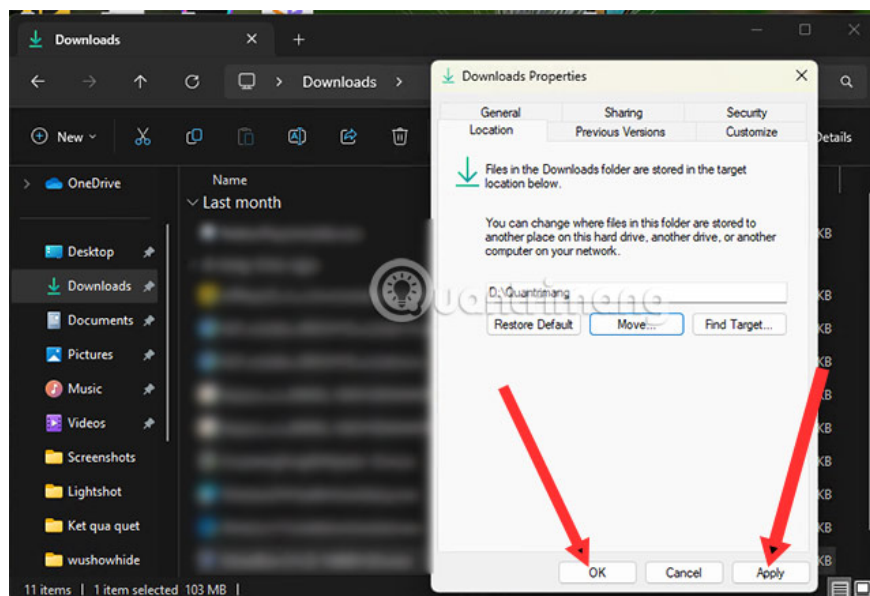 Downloads
Downloads
New
Details
OneDrive
Desktop
Downloads
Documents
Pictures
Music
Videos
Screenshots
Lightshot
Ket qua quet
wushowhide
Name
Last month
KB
KB
KB
KB
KB
KB
KB
KB
KB
KB
11 items | 1 item selected 103 MB |
Downloads Properties
General Sharing Security
Location Previous Versions Customize
Files in the Downloads folder are stored in the target
location below.
You can change where files in this folder are stored to
another place on this hard drive, another drive, or another
computer on your network.
D:\Quantrimang
Restore Default Move... Find Target...
OK Cancel Apply
Quantrimang